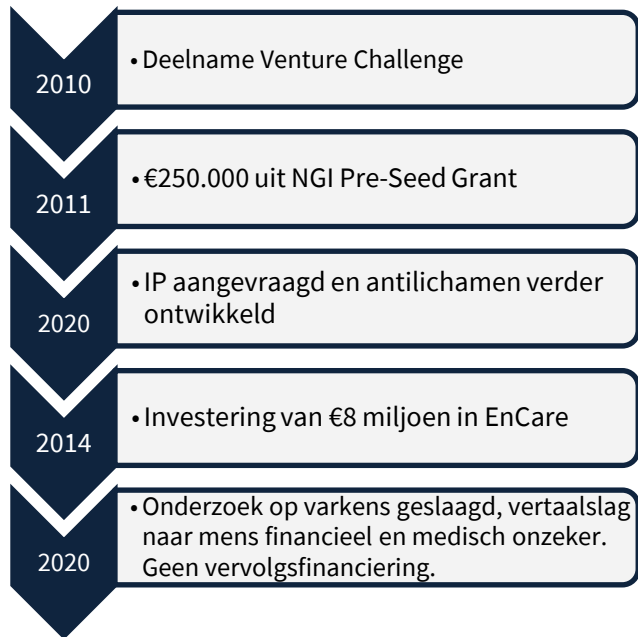 2010
• Deelname Venture Challenge
2011
• €250.000 uit NGI Pre-Seed Grant
2020
• IP aangevraagd en antilichamen verder
ontwikkeld
2014
• Investering van €8 miljoen in EnCare
2020
• Onderzoek op varkens geslaagd, vertaalslag
naar mens financieel en medisch onzeker.
Geen vervolgsfinanciering.